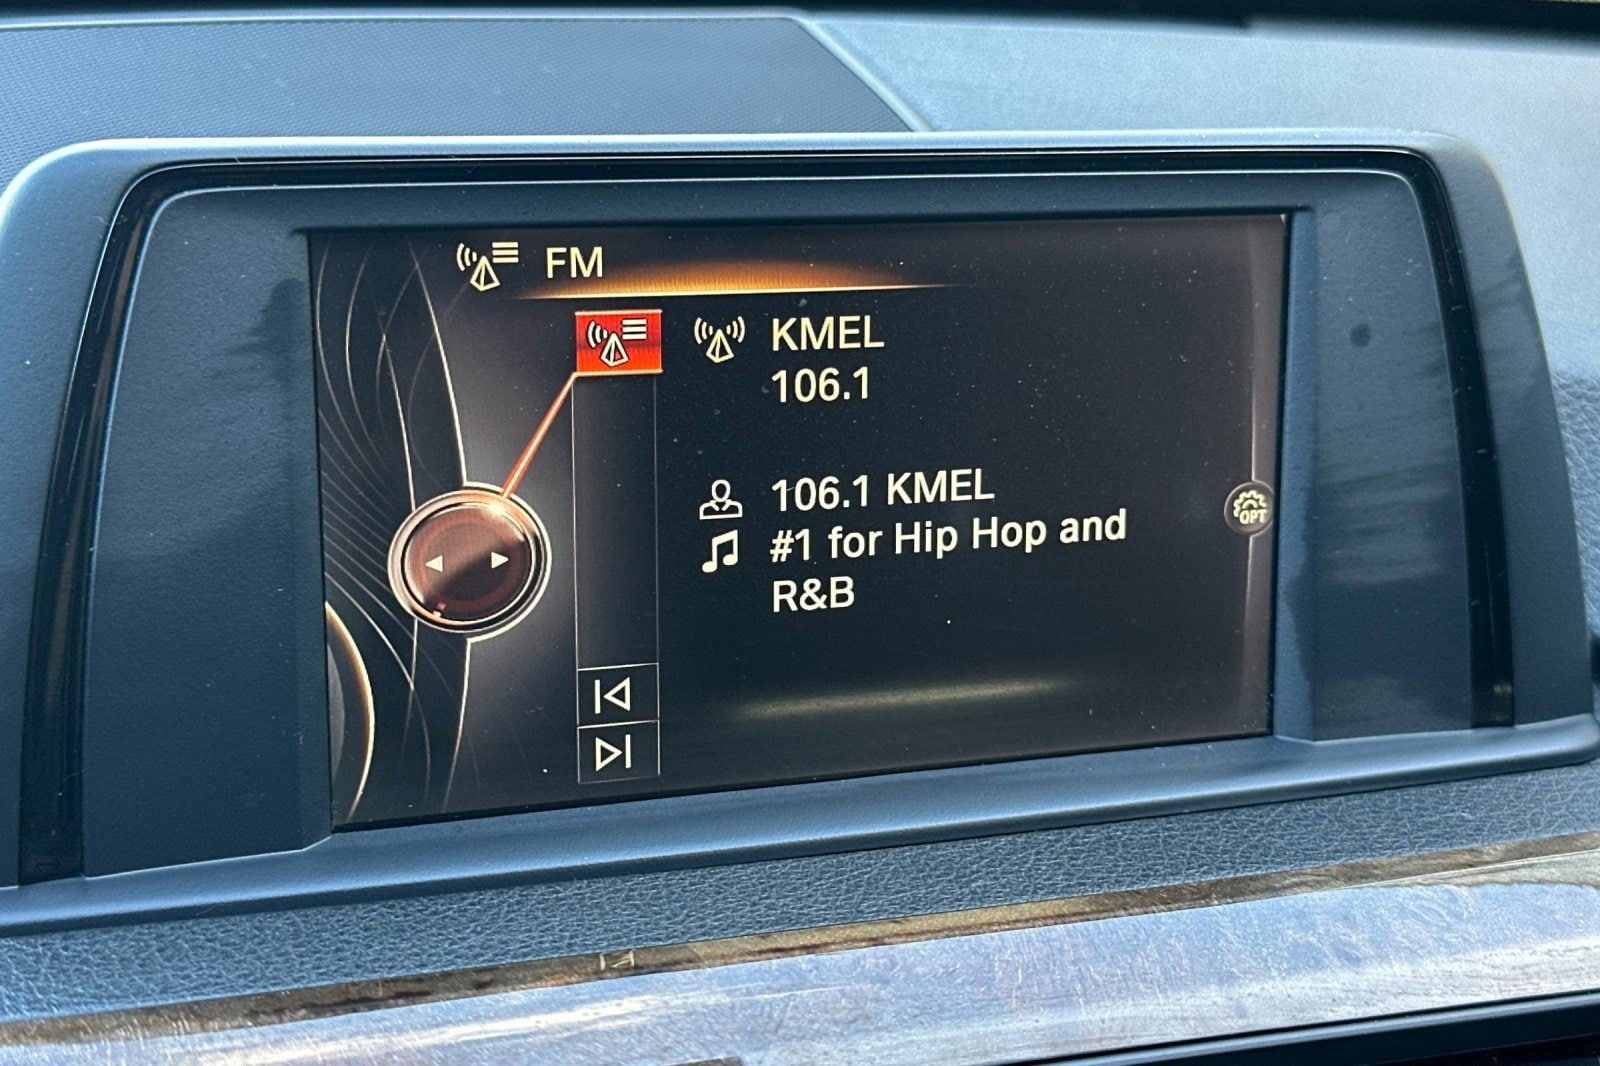 FM
KMEL
106.1
106.1 KMEL
#1 for Hip Hop and
R&B
OPT